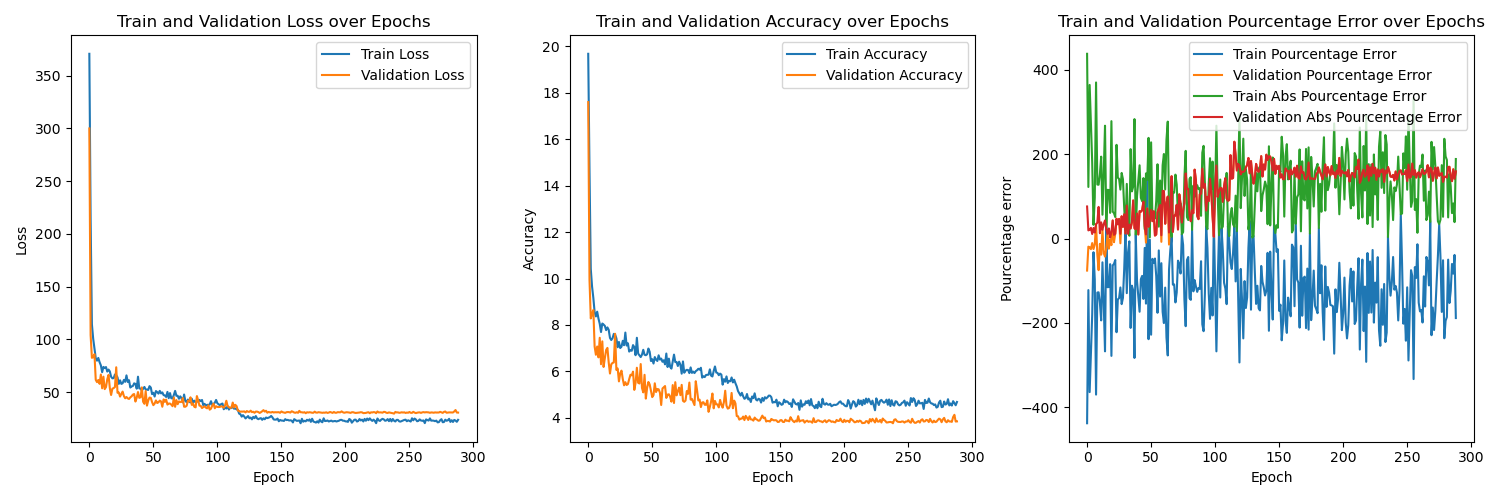 Train and Validation Loss over Epochs
Train Loss
Validation Loss
350
300
250
200
150
100
50
Loss
0
50
100
150
200
250
300
Epoch
Train and Validation Accuracy over Epochs
Train Accuracy
Validation Accuracy
20
18
16
14
12
10
8
6
4
Accuracy
0
50
100
150
200
250
300
Epoch
Train and Validation Pourcentage Error over Epochs
Train Pourcentage Error
Validation Pourcentage Error
Train Abs Pourcentage Error
Validation Abs Pourcentage Error
400
200
0
−200
−400
Pourcentage error
0
50
100
150
200
250
300
Epoch